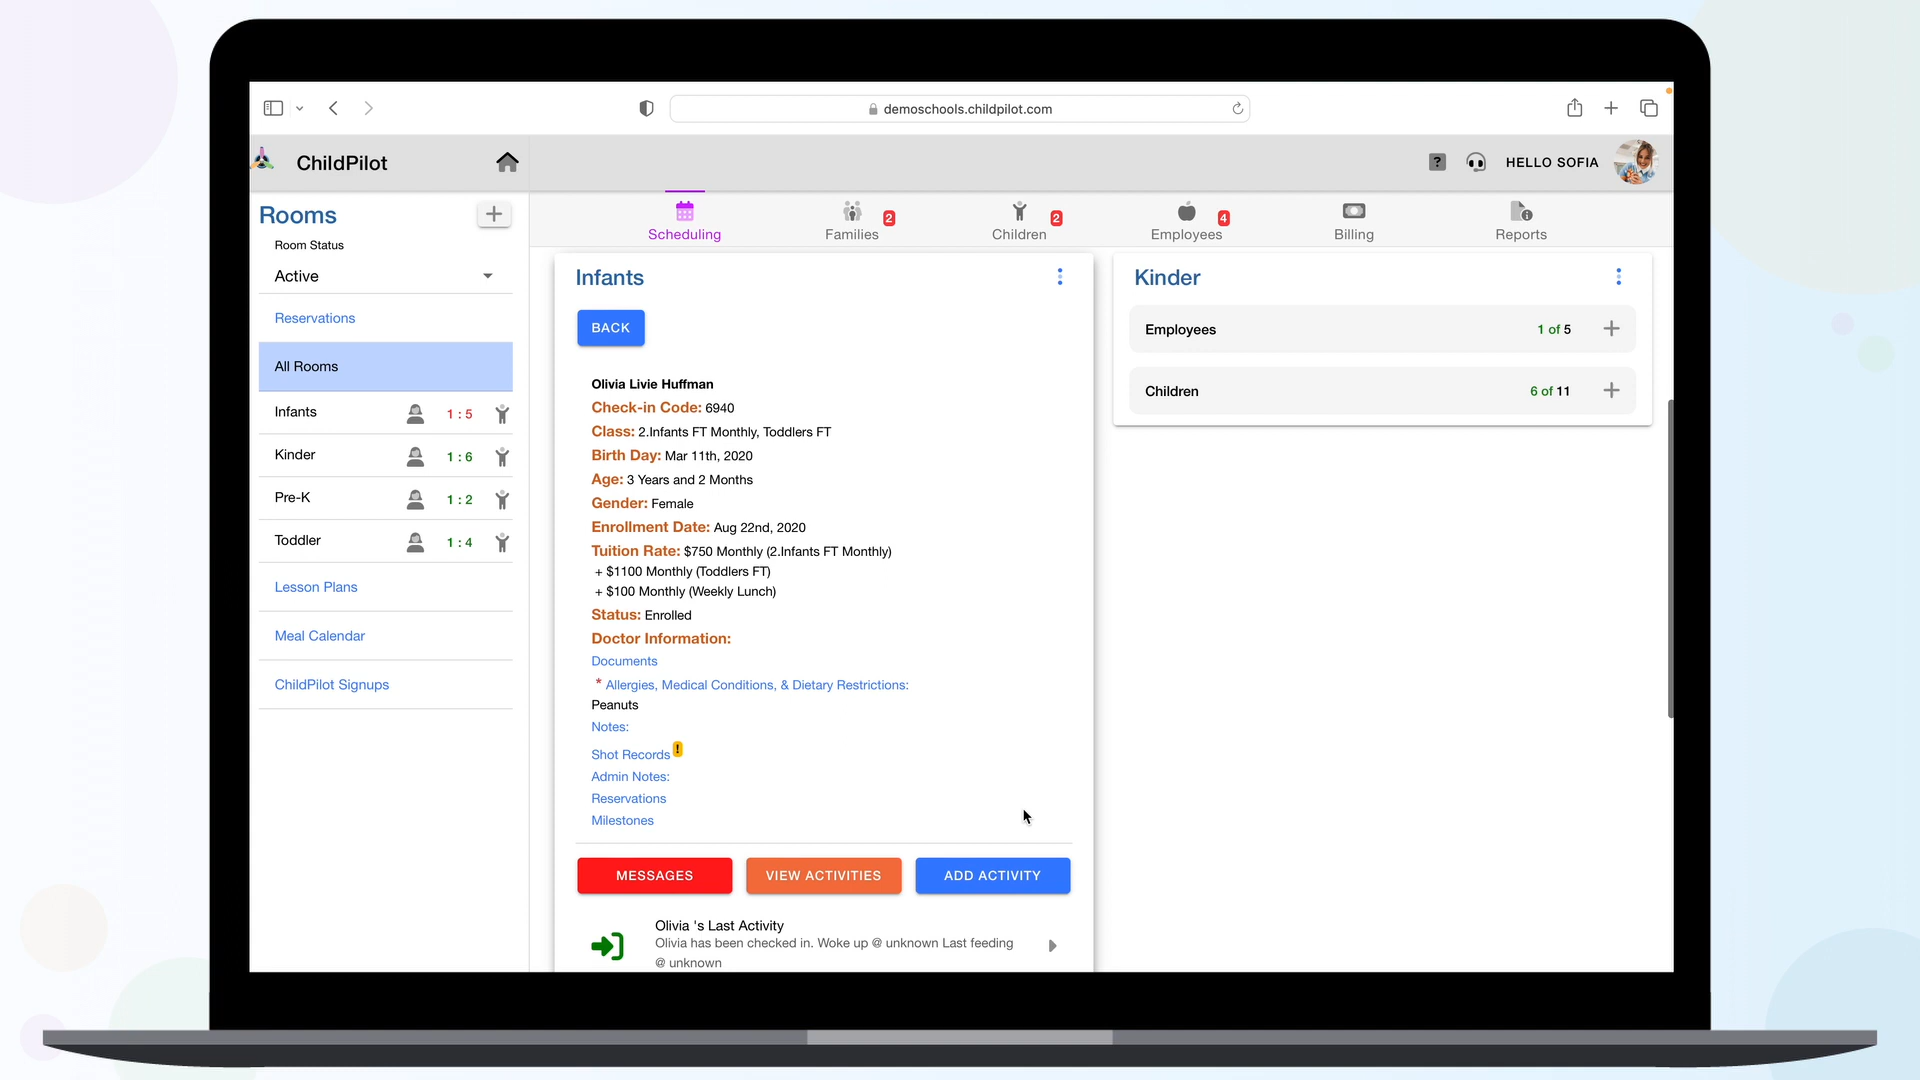 demoschools.childpilot.com
ChildPilot
?
HELLO SOFIA
Rooms
Room Status
Active
Reservations
All Rooms
Infants 1 : 5
Kinder 1 : 6
Pre-K 1 : 2
Toddler 1 : 4
Lesson Plans
Meal Calendar
ChildPilot Signups
Scheduling
Families 2
Children 2
Employees 4
Billing
Reports
Infants
BACK
Olivia Livie Huffman
Check-in Code: 6940
Class: 2.Infants FT Monthly, Toddlers FT
Birth Day: Mar 11th, 2020
Age: 3 Years and 2 Months
Gender: Female
Enrollment Date: Aug 22nd, 2020
Tuition Rate: $750 Monthly (2.Infants FT Monthly)
+ $1100 Monthly (Toddlers FT)
+ $100 Monthly (Weekly Lunch)
Status: Enrolled
Doctor Information:
Documents
* Allergies, Medical Conditions, & Dietary Restrictions:
Peanuts
Notes:
Shot Records !
Admin Notes:
Reservations
Milestones
MESSAGES
VIEW ACTIVITIES
ADD ACTIVITY
Olivia 's Last Activity
Olivia has been checked in. Woke up @ unknown Last feeding
@ unknown
Kinder
Employees 1 of 5
Children 6 of 11